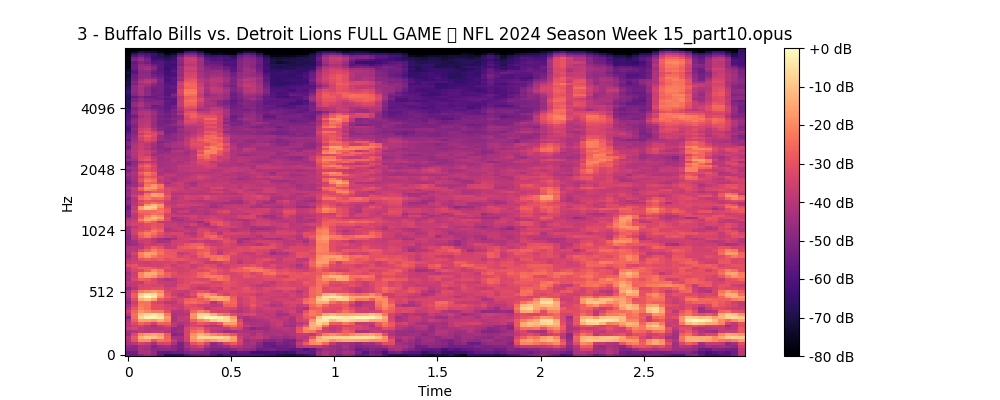 3 - Buffalo Bills vs. Detroit Lions FULL GAME ▯ NFL 2024 Season Week 15_part10.opus
+0 dB
-10 dB
-20 dB
-30 dB
-40 dB
-50 dB
-60 dB
-70 dB
-80 dB
4096
2048
1024
512
0
Hz
0
0.5
1
1.5
2
2.5
Time